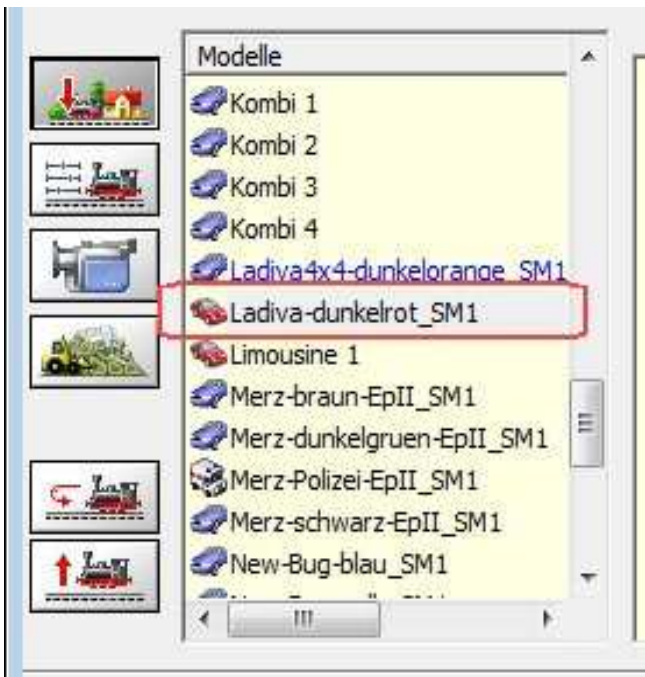 Modelle
Kombi 1
Kombi 2
Kombi 3
Kombi 4
Ladiva4x4-dunkelorange_SM1
Ladiva-dunkelrot_SM1
Limousine 1
Merz-braun-EpII_SM1
Merz-dunkelgruen-EpII_SM1
Merz-Polizei-EpII_SM1
Merz-schwarz-EpII_SM1
New-Bug-blau_SM1